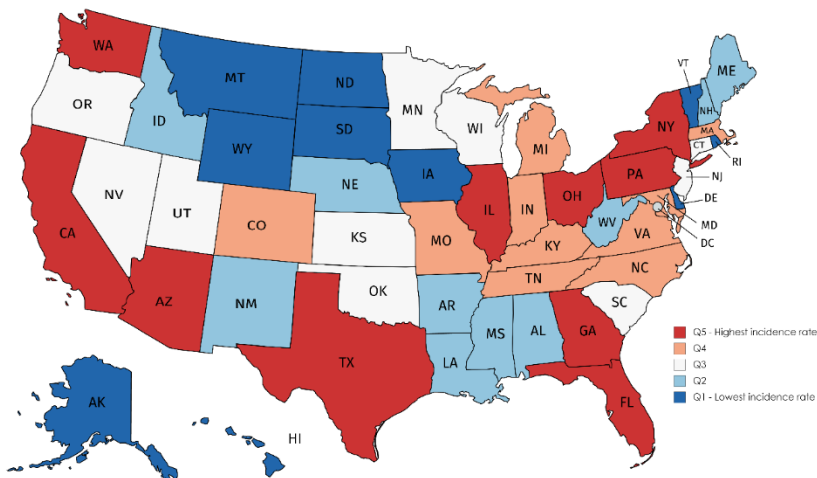 WA
OR
CA
NV
ID
MT
WY
UT
AZ
CO
NM
ND
SD
NE
KS
OK
TX
MN
IA
MO
AR
LA
WI
IL
MS
MI
IN
KY
TN
AL
OH
WV
VA
NC
SC
GA
FL
PA
NY
VT
NH
ME
MA
CT
RI
NJ
DE
MD
DC
AK
HI
Q5 - Highest incidence rate
Q4
Q3
Q2
Q1 - Lowest incidence rate